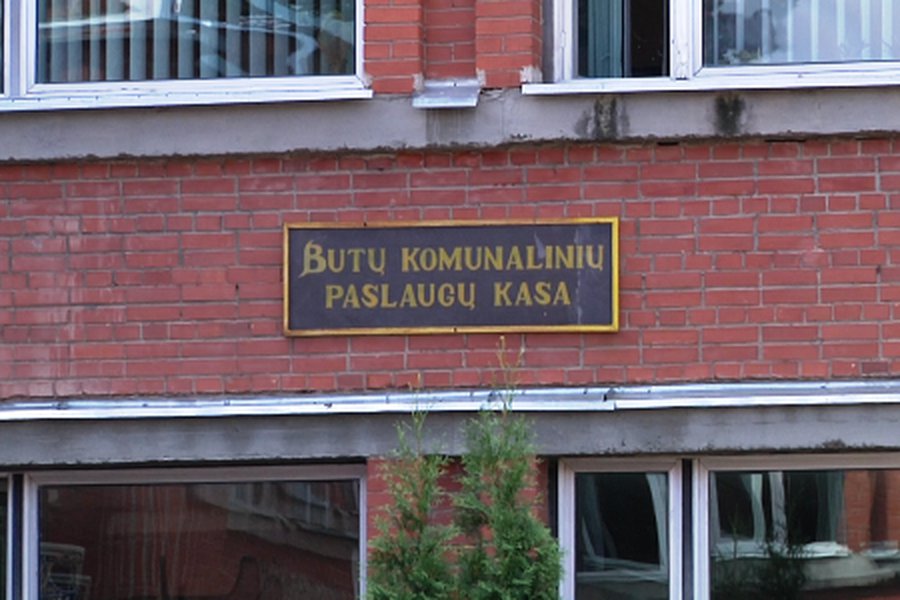 BUTŲ KOMUNALINIŲ
PASLAUGŲ KASA